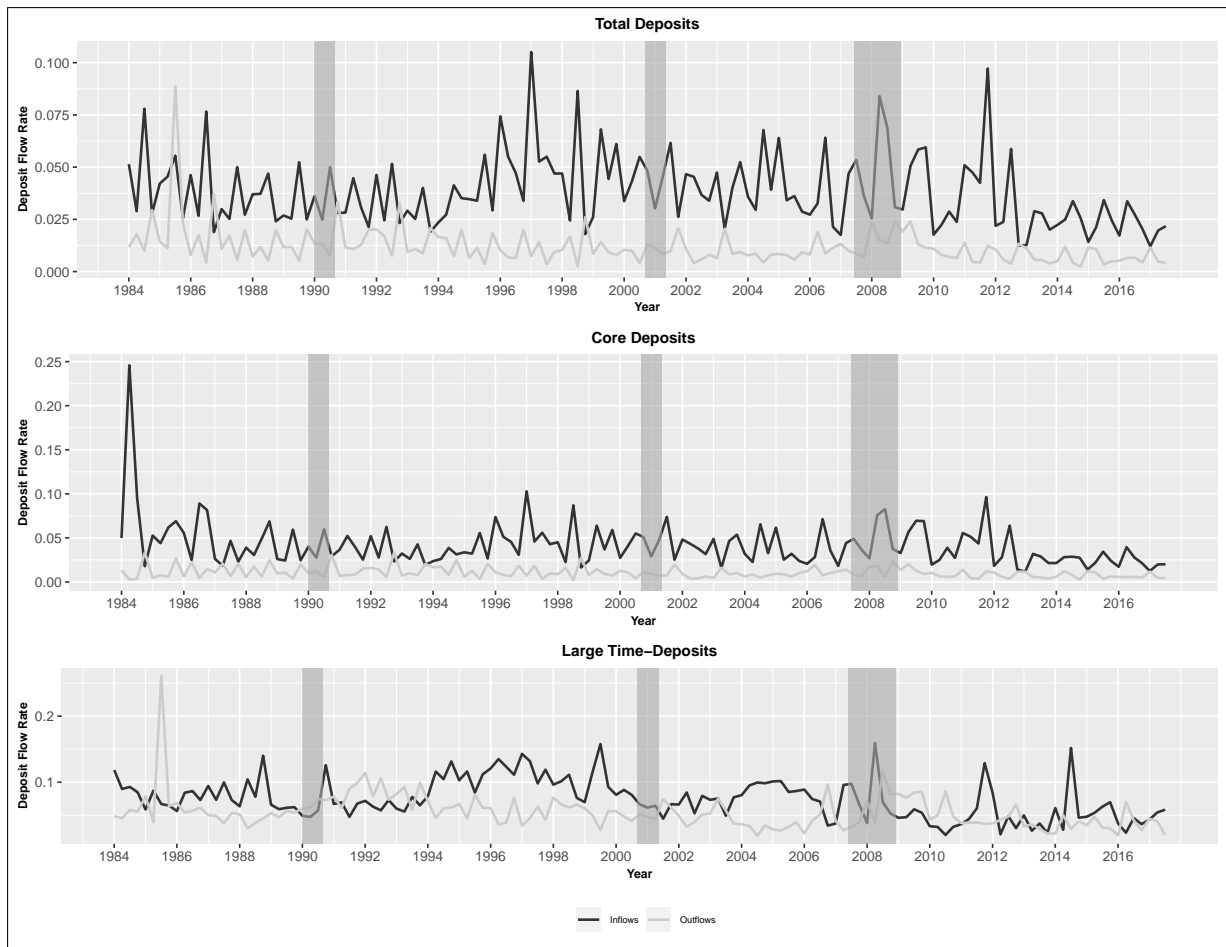 Total Deposits
Deposit Flow Rate
0.100
0.075
0.050
0.025
0.000
1984 1986 1988 1990 1992 1994 1996 1998 2000 2002 2004 2006 2008 2010 2012 2014 2016
Year
Core Deposits
Deposit Flow Rate
0.25
0.20
0.15
0.10
0.05
0.00
1984 1986 1988 1990 1992 1994 1996 1998 2000 2002 2004 2006 2008 2010 2012 2014 2016
Year
Large Time−Deposits
Deposit Flow Rate
0.2
0.1
1984 1986 1988 1990 1992 1994 1996 1998 2000 2002 2004 2006 2008 2010 2012 2014 2016
Year
Inflows Outflows